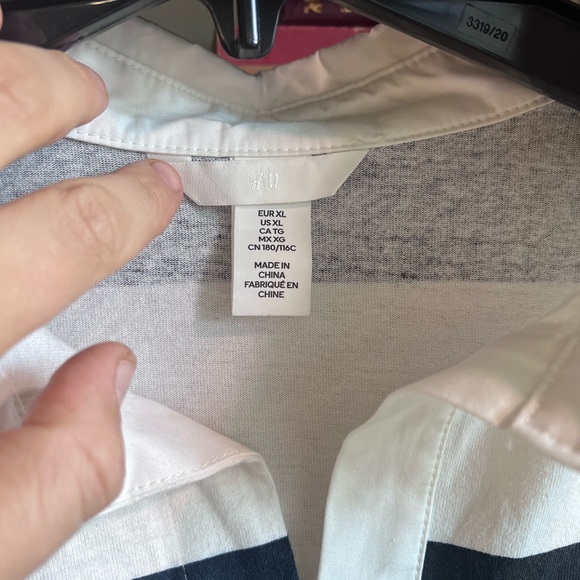 3319/20
EUR XL
US XL
CA TG
MX XG
CN 180/116C
MADE IN
CHINA
FABRIQUÉ EN
CHINE